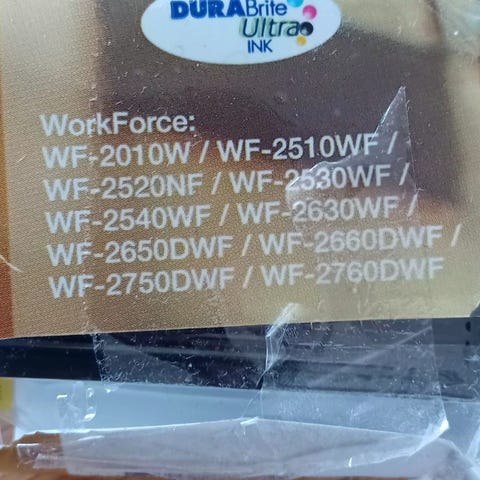 DURABrite
Ultra
INK
WorkForce:
WF-2010W / WF-2510WF /
WF-2520NF / WF-2530WF /
WF-2540WF / WF-2630WF /
WF-2650DWF / WF-2660DWF /
WF-2750DWF / WF-2760DWF